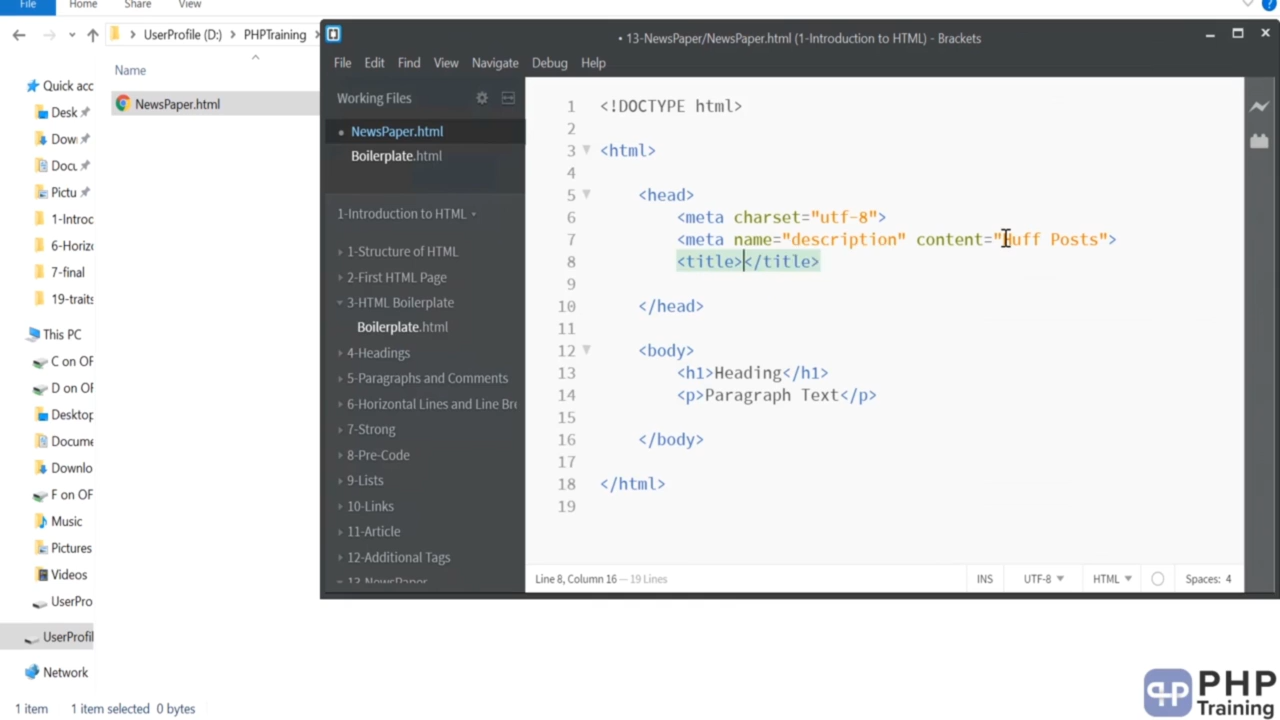 File
Home
Share
View
UserProfile (D:)
PHPTraining
Name
NewsPaper.html
Quick acc
Desk
Dow
Docu
Pictu
1-Introc
6-Horizo
7-final
19-traits
This PC
C on OF
D on OF
Desktop
Docume
Downlo
F on OF
Music
Pictures
Videos
UserPro
UserProfil
Network
1 item
1 item selected 0 bytes
• 13-NewsPaper/NewsPaper.html (1-Introduction to HTML) - Brackets
File Edit Find View Navigate Debug Help
Working Files
NewsPaper.html
Boilerplate.html
1-Introduction to HTML
1-Structure of HTML
2-First HTML Page
3-HTML Boilerplate
Boilerplate.html
4-Headings
5-Paragraphs and Comments
6-Horizontal Lines and Line Bre
7-Strong
8-Pre-Code
9-Lists
10-Links
11-Article
12-Additional Tags
13-NewsPaper
1 <!DOCTYPE html>
2
3 <html>
4
5 <head>
6 <meta charset="utf-8">
7 <meta name="description" content="Huff Posts">
8 <title></title>
9
10 </head>
11
12 <body>
13 <h1>Heading</h1>
14 <p>Paragraph Text</p>
15
16 </body>
17
18 </html>
19
Line 8, Column 16 — 19 Lines
INS
UTF-8
HTML
Spaces: 4
PHP
Training